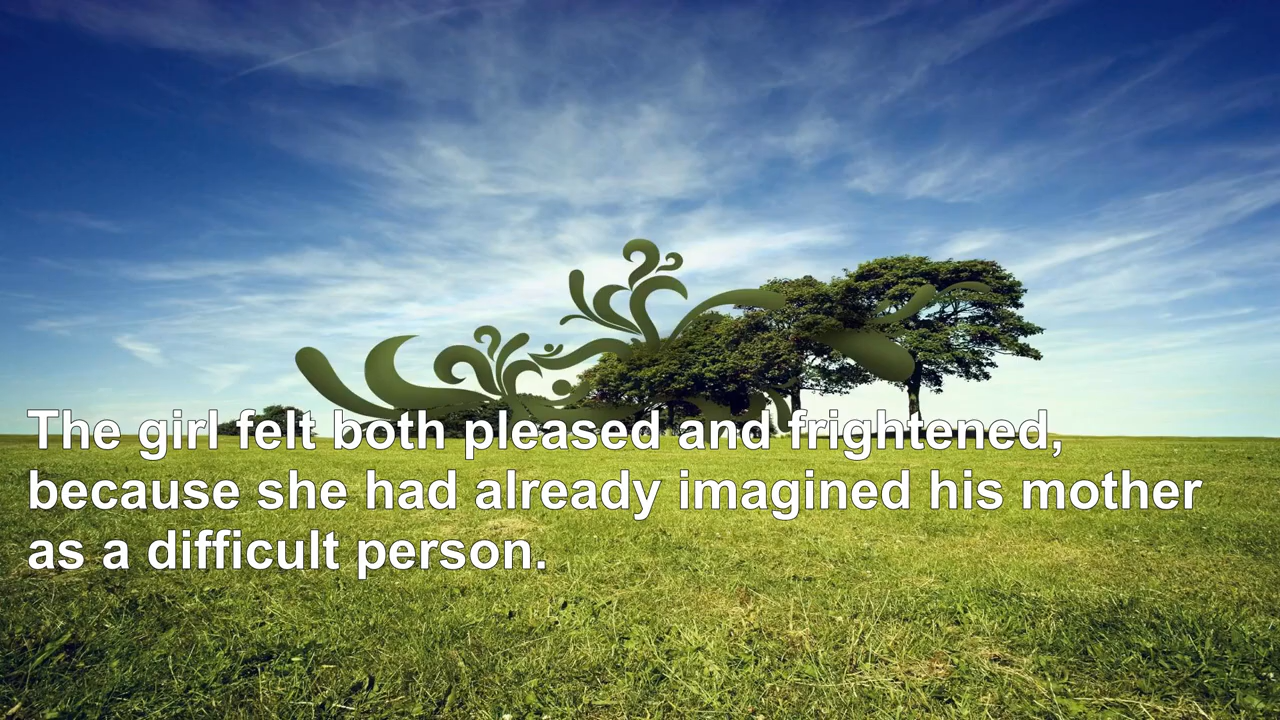 The girl felt both pleased and frightened,
because she had already imagined his mother
as a difficult person.